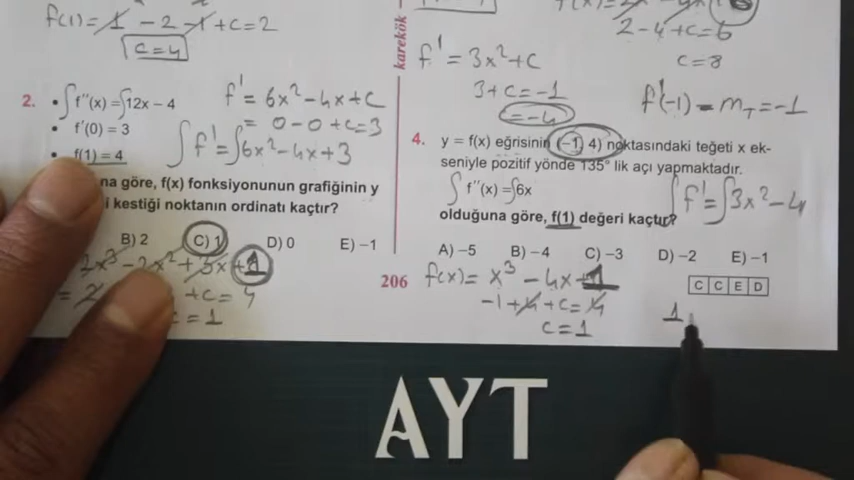 f(1) = 1 - 2 - 1 + c = 2
c = 4
2 - 4 + c = 6
c = 8
karekök
2. • ∫f''(x) = ∫12x – 4
• f'(0) = 3
• f(1) = 4
f' = 6x² - 4x + c
= 0 - 0 + c = 3
∫f' = ∫6x² - 4x + 3
na göre, f(x) fonksiyonunun grafiğinin y
i kestiği noktanın ordinatı kaçtır?
B) 2 C) 1 D) 0 E) –1
2x³ - 2x² + 3x + 1
+ c = 4
c = 1
f' = 3x² + c
3 + c = -1
= -4
f'(-1) = m_T = -1
4. y = f(x) eğrisinin (–1, 4) noktasındaki teğeti x ek-
seniyle pozitif yönde 135° lik açı yapmaktadır.
∫f''(x) = ∫6x
∫f' = ∫3x² - 4
olduğuna göre, f(1) değeri kaçtır?
A) –5 B) –4 C) –3 D) –2 E) –1
206
f(x) = x³ - 4x + 1
-1 + 4 + c = 4
c = 1
C C E D
1
AYT